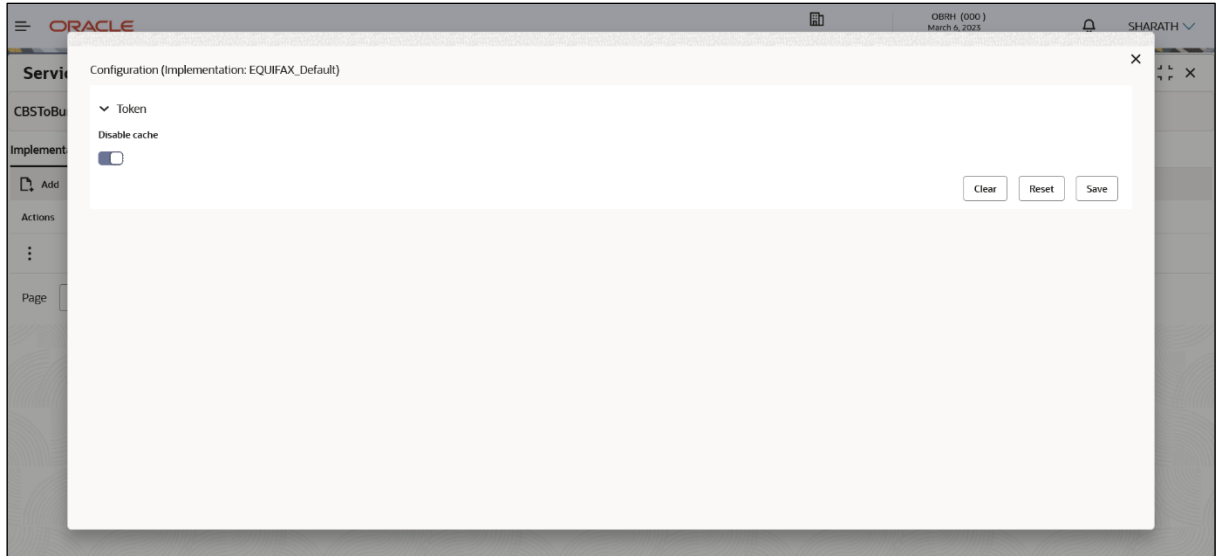 ORACLE
OBRH (000 )
March 6, 2023
SHARATH
Servic
Configuration (Implementation: EQUIFAX_Default)
CBSToBu
Token
Disable cache
Implement
Add
Clear
Reset
Save
Actions
Page